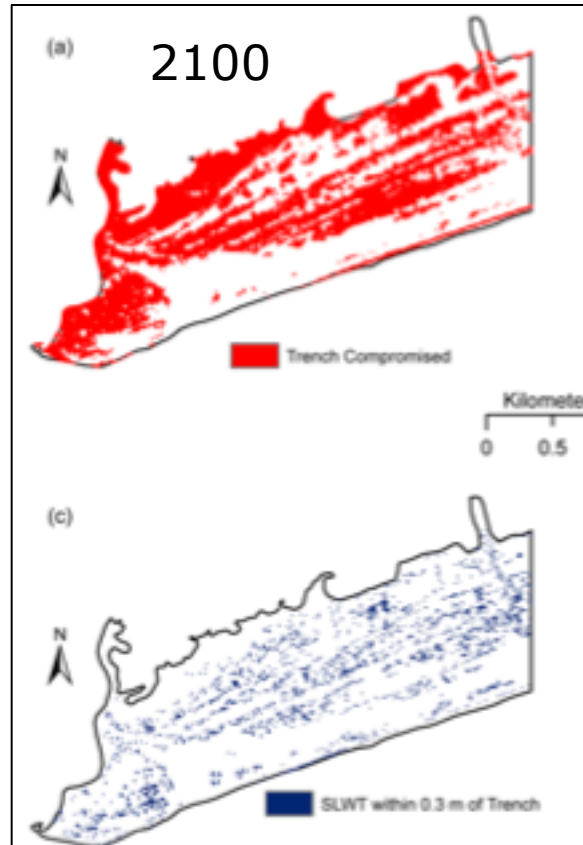 (a)
2100
N
Trench Compromised
Kilomete
0 0.5
(c)
N
SLWT within 0.3 m of Trench